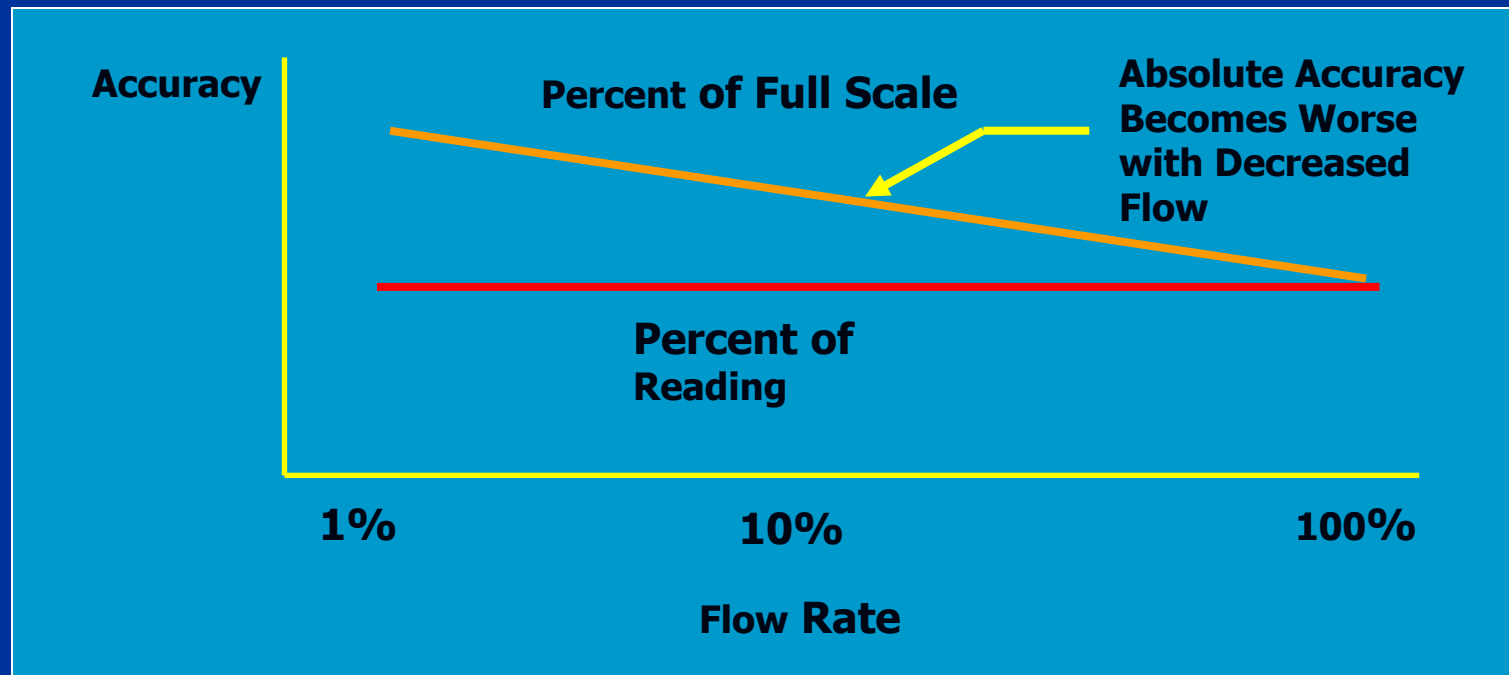 Accuracy
Percent of Full Scale
Absolute Accuracy
Becomes Worse
with Decreased
Flow
Percent of
Reading
1%
10%
100%
Flow Rate